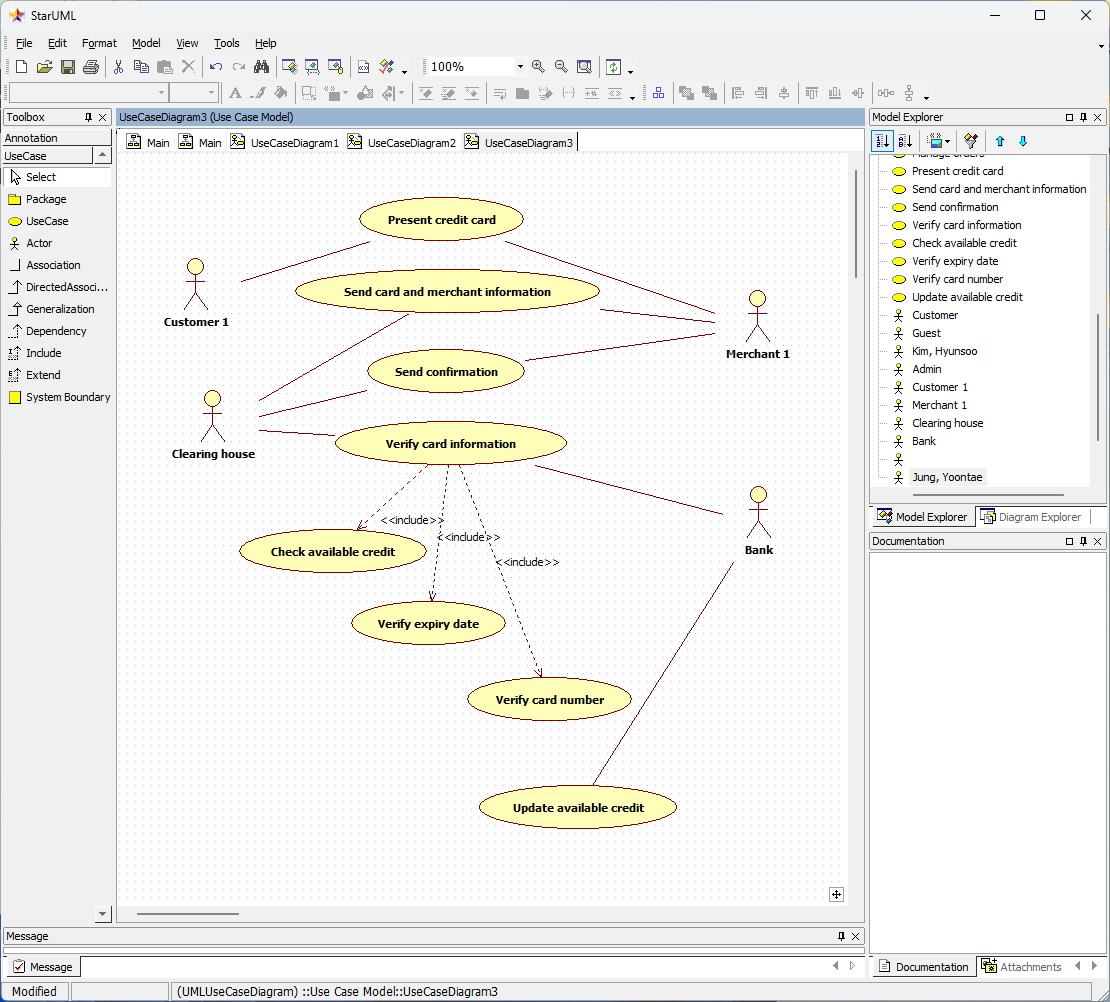 StarUML
File Edit Format Model View Tools Help
100%
Toolbox
Annotation
UseCase
Select
Package
UseCase
Actor
Association
DirectedAssoci...
Generalization
Dependency
Include
Extend
System Boundary
UseCaseDiagram3 (Use Case Model)
Main Main UseCaseDiagram1 UseCaseDiagram2 UseCaseDiagram3
Present credit card
Customer 1
Send card and merchant information
Merchant 1
Send confirmation
Clearing house
Verify card information
<<include>>
<<include>>
<<include>>
Check available credit
Bank
Verify expiry date
Verify card number
Update available credit
Model Explorer
Manage orders
Present credit card
Send card and merchant information
Send confirmation
Verify card information
Check available credit
Verify expiry date
Verify card number
Update available credit
Customer
Guest
Kim, Hyunsoo
Admin
Customer 1
Merchant 1
Clearing house
Bank
Jung, Yoontae
Model Explorer Diagram Explorer
Documentation
Documentation Attachments
Message
Message
Modified (UMLUseCaseDiagram) ::Use Case Model::UseCaseDiagram3